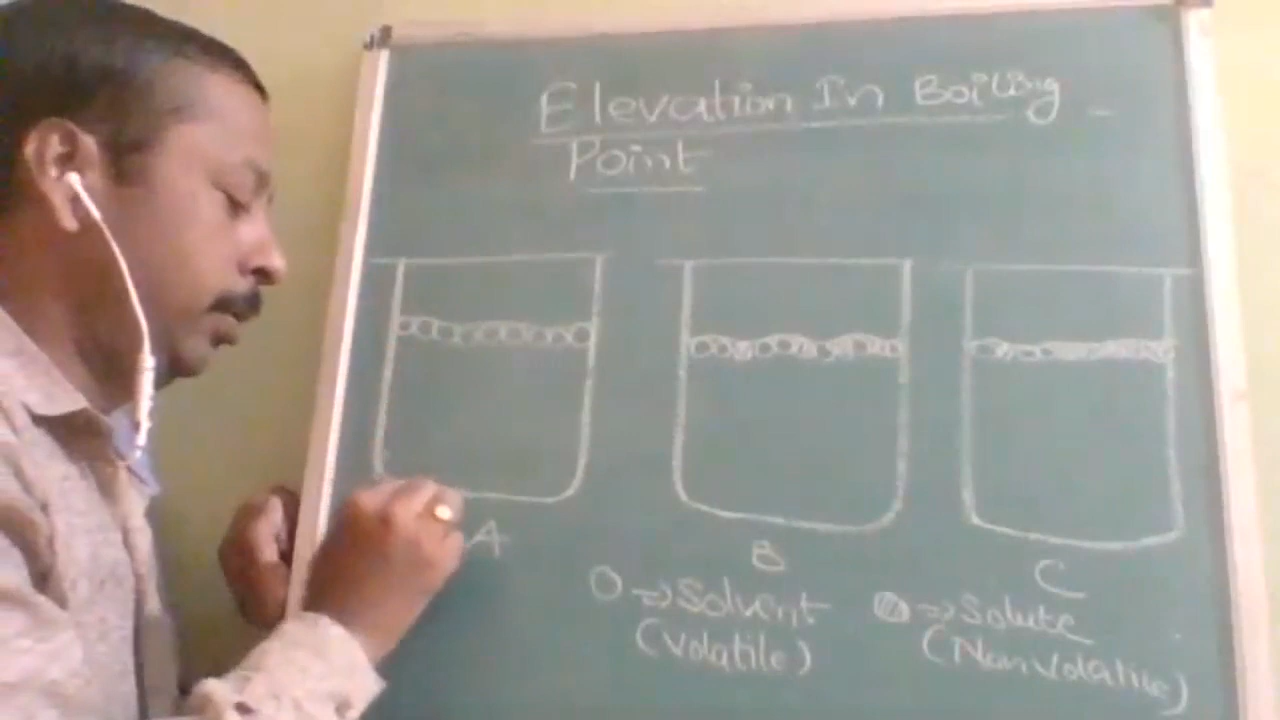 Elevation In Boiling
Point
A
B
C
O => Solvent
(Volatile)
=> Solute
(Non Volatile)